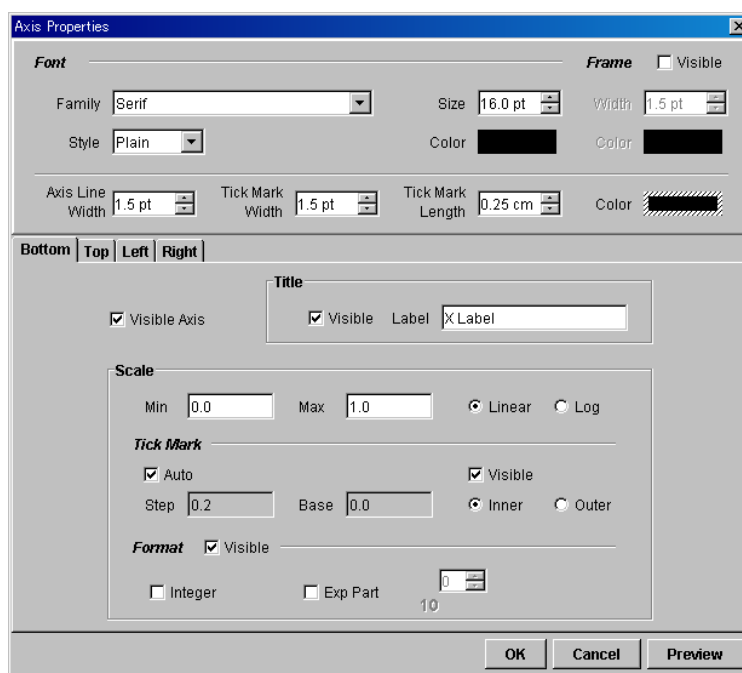 Axis Properties
Font Frame Visible
Family Serif Size 16.0 pt Width 1.5 pt
Style Plain Color Color
Axis Line Width 1.5 pt Tick Mark Width 1.5 pt Tick Mark Length 0.25 cm Color
Bottom Top Left Right
Title
Visible Axis Visible Label X Label
Scale
Min 0.0 Max 1.0 Linear Log
Tick Mark
Auto Visible
Step 0.2 Base 0.0 Inner Outer
Format Visible
Integer Exp Part 10 0
OK Cancel Preview